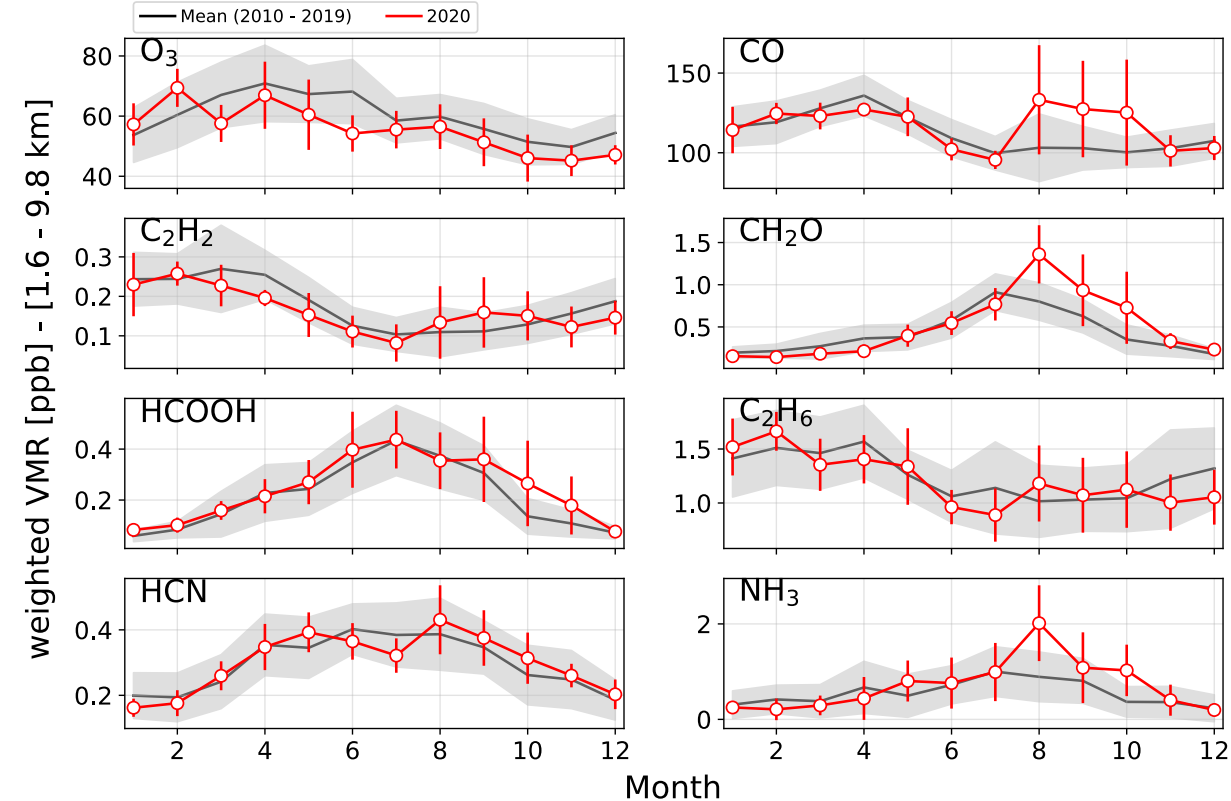 Mean (2010 - 2019) 2020
weighted VMR [ppb] - [1.6 - 9.8 km]
O₃
80
60
40
CO
150
100
C₂H₂
0.3
0.2
0.1
CH₂O
1.5
1.0
0.5
HCOOH
0.4
0.2
C₂H₆
1.5
1.0
HCN
0.4
0.2
2 4 6 8 10 12
NH₃
2
1
0
2 4 6 8 10 12
Month